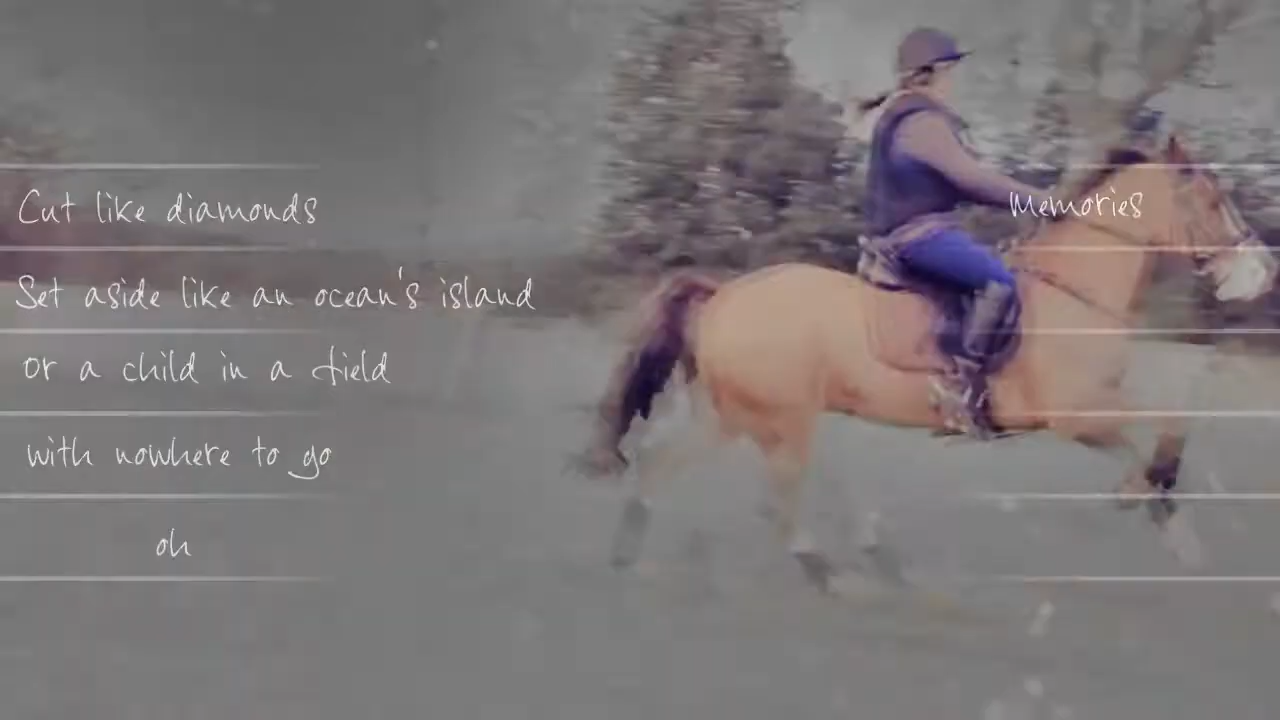 Cut like diamonds
Set aside like an ocean's island
or a child in a field
with nowhere to go
oh
Memories